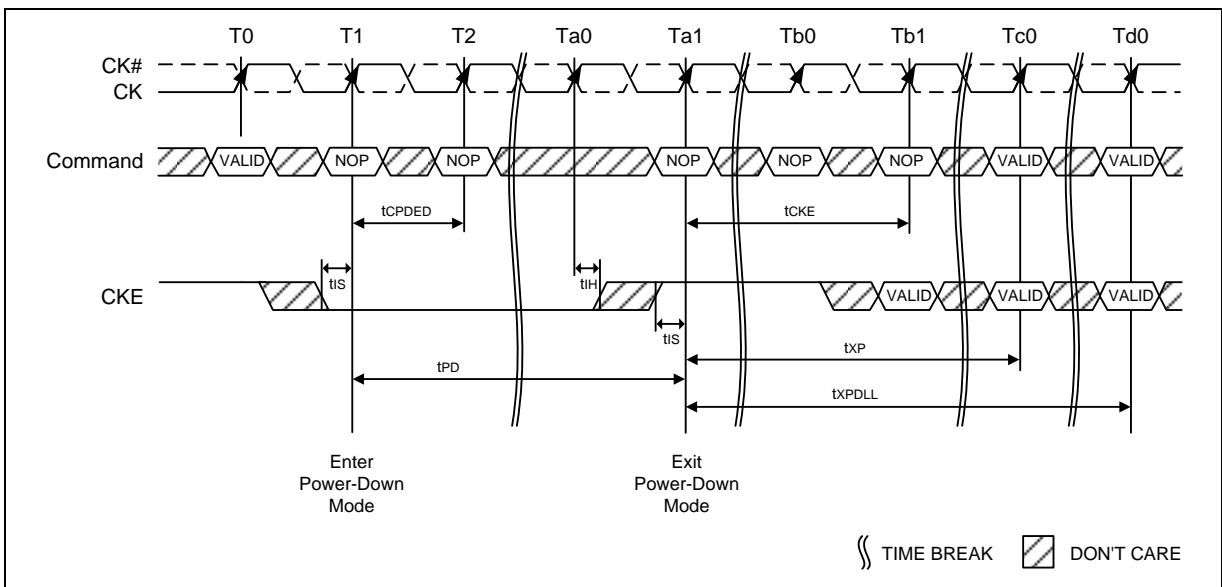 T0 T1 T2 Ta0 Ta1 Tb0 Tb1 Tc0 Td0
CK#
CK
Command VALID NOP NOP NOP NOP NOP VALID VALID
tCPDED tCKE
tIS tIH
CKE VALID VALID VALID
tIS
tXP
tPD
tXPDLL
Enter
Power-Down
Mode
Exit
Power-Down
Mode
TIME BREAK DON'T CARE